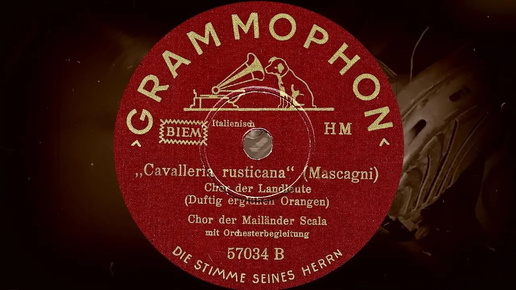 ‹GRAMMOPHON›
BIEM Italienisch HM
„Cavalleria rusticana“ (Mascagni)
Chor der Landleute
(Duftig erglühen Orangen)
Chor der Mailänder Scala
mit Orchesterbegleitung
57034 B
DIE STIMME SEINES HERRN